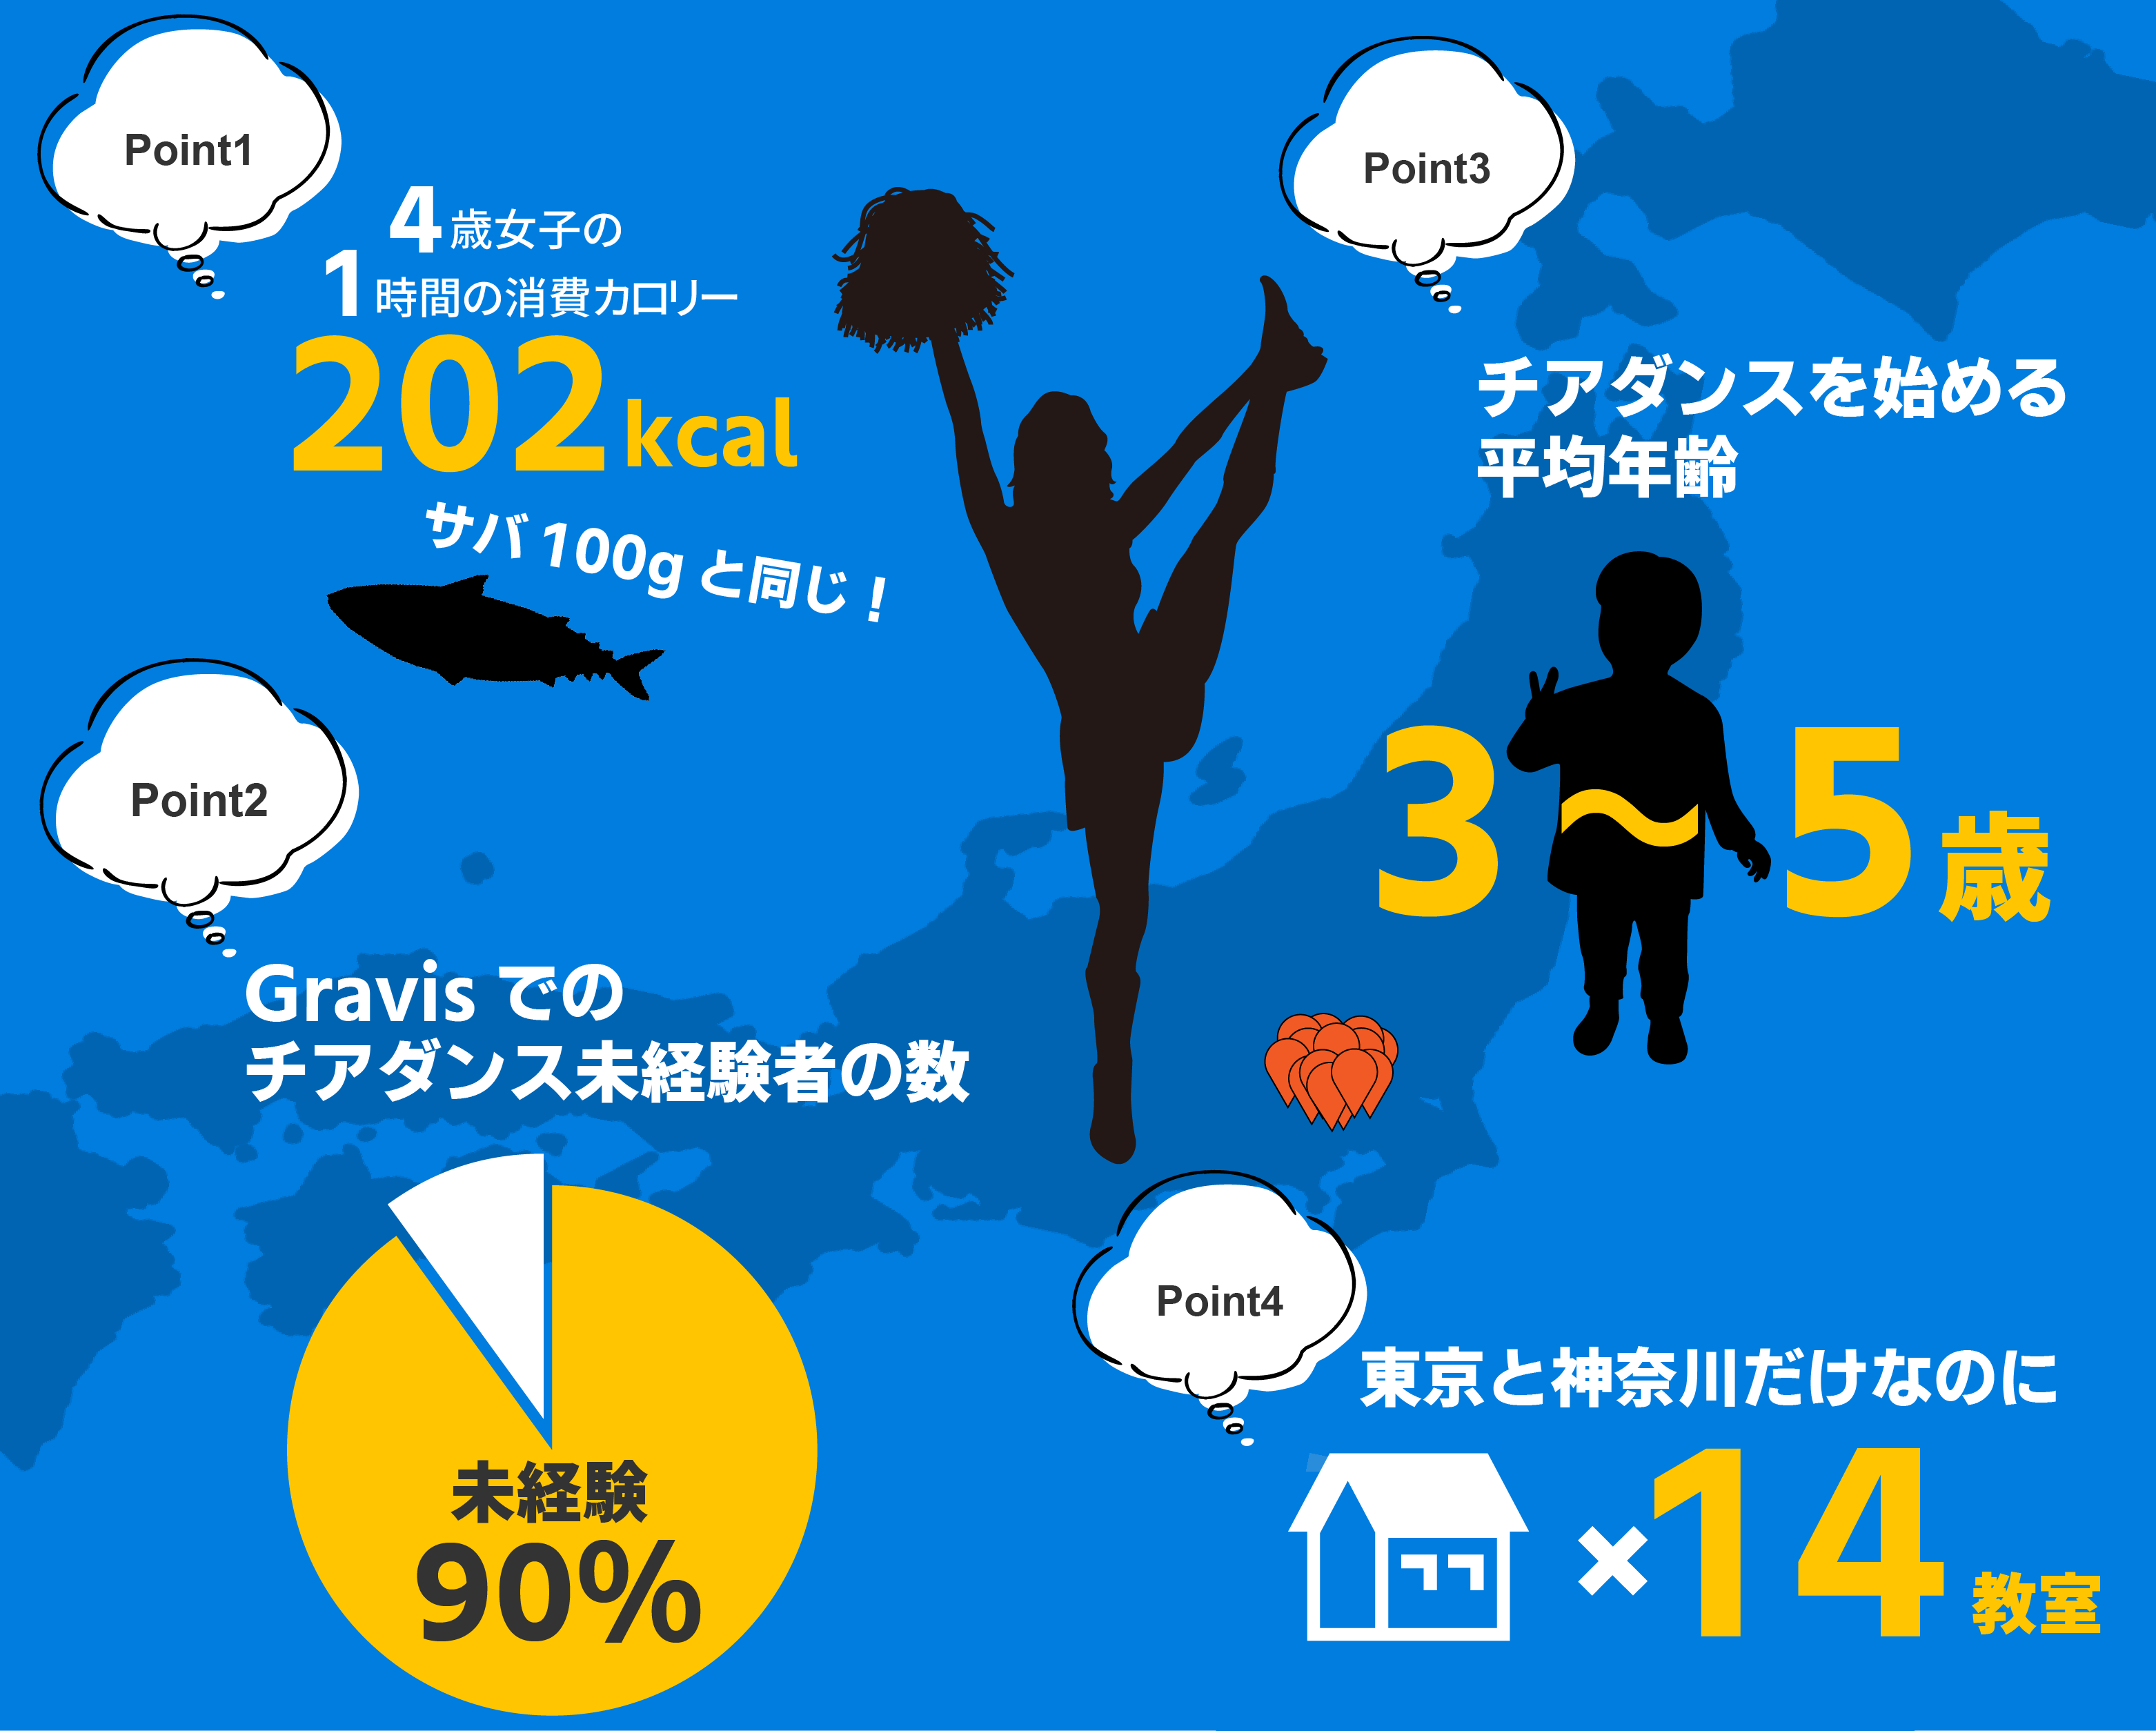 Point1
4歳女子の
1時間の消費カロリー
202kcal
サバ100gと同じ！
Point2
Gravisでの
チアダンス未経験者の数
未経験
90%
Point3
チアダンスを始める
平均年齢
3～5歳
Point4
東京と神奈川だけなのに
×14教室